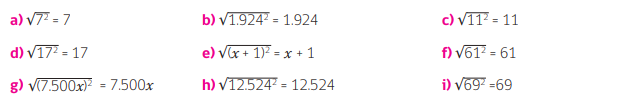 a) √7² = 7 b) √1.924² = 1.924 c) √11² = 11
d) √17² = 17 e) √(x + 1)² = x + 1 f) √61² = 61
g) √(7.500x)² = 7.500x h) √12.524² = 12.524 i) √69² =69